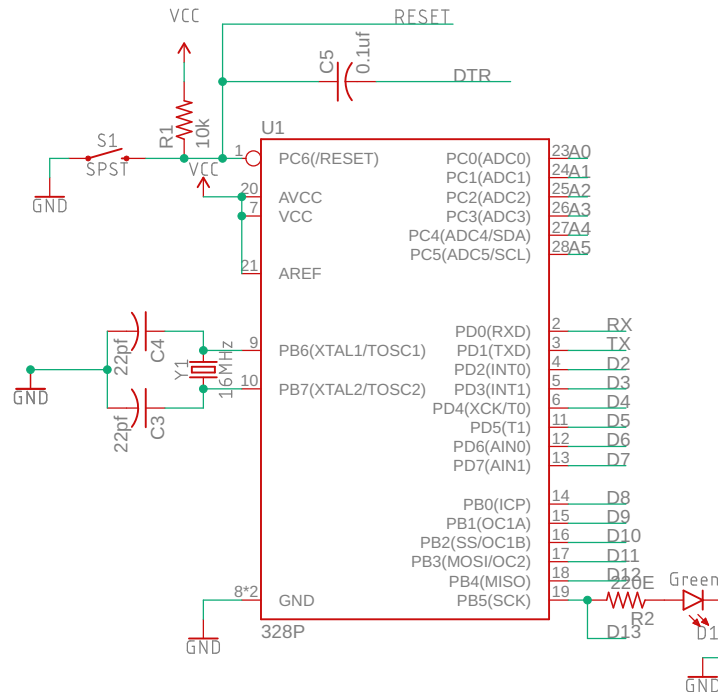 VCC
RESET
C5
0.1uf
DTR
R1
10k
S1
SPST
GND
VCC
U1
1
PC6(/RESET)
20
AVCC
7
VCC
21
AREF
9
PB6(XTAL1/TOSC1)
10
PB7(XTAL2/TOSC2)
8*2
GND
328P
PC0(ADC0)
23
A0
PC1(ADC1)
24
A1
PC2(ADC2)
25
A2
PC3(ADC3)
26
A3
PC4(ADC4/SDA)
27
A4
PC5(ADC5/SCL)
28
A5
PD0(RXD)
2
RX
PD1(TXD)
3
TX
PD2(INT0)
4
D2
PD3(INT1)
5
D3
PD4(XCK/T0)
6
D4
PD5(T1)
11
D5
PD6(AIN0)
12
D6
PD7(AIN1)
13
D7
PB0(ICP)
14
D8
PB1(OC1A)
15
D9
PB2(SS/OC1B)
16
D10
PB3(MOSI/OC2)
17
D11
PB4(MISO)
18
D12
PB5(SCK)
19
D13
220E
R2
Green
D1
GND
22pf
C4
Y1
16MHz
22pf
C3
GND
GND